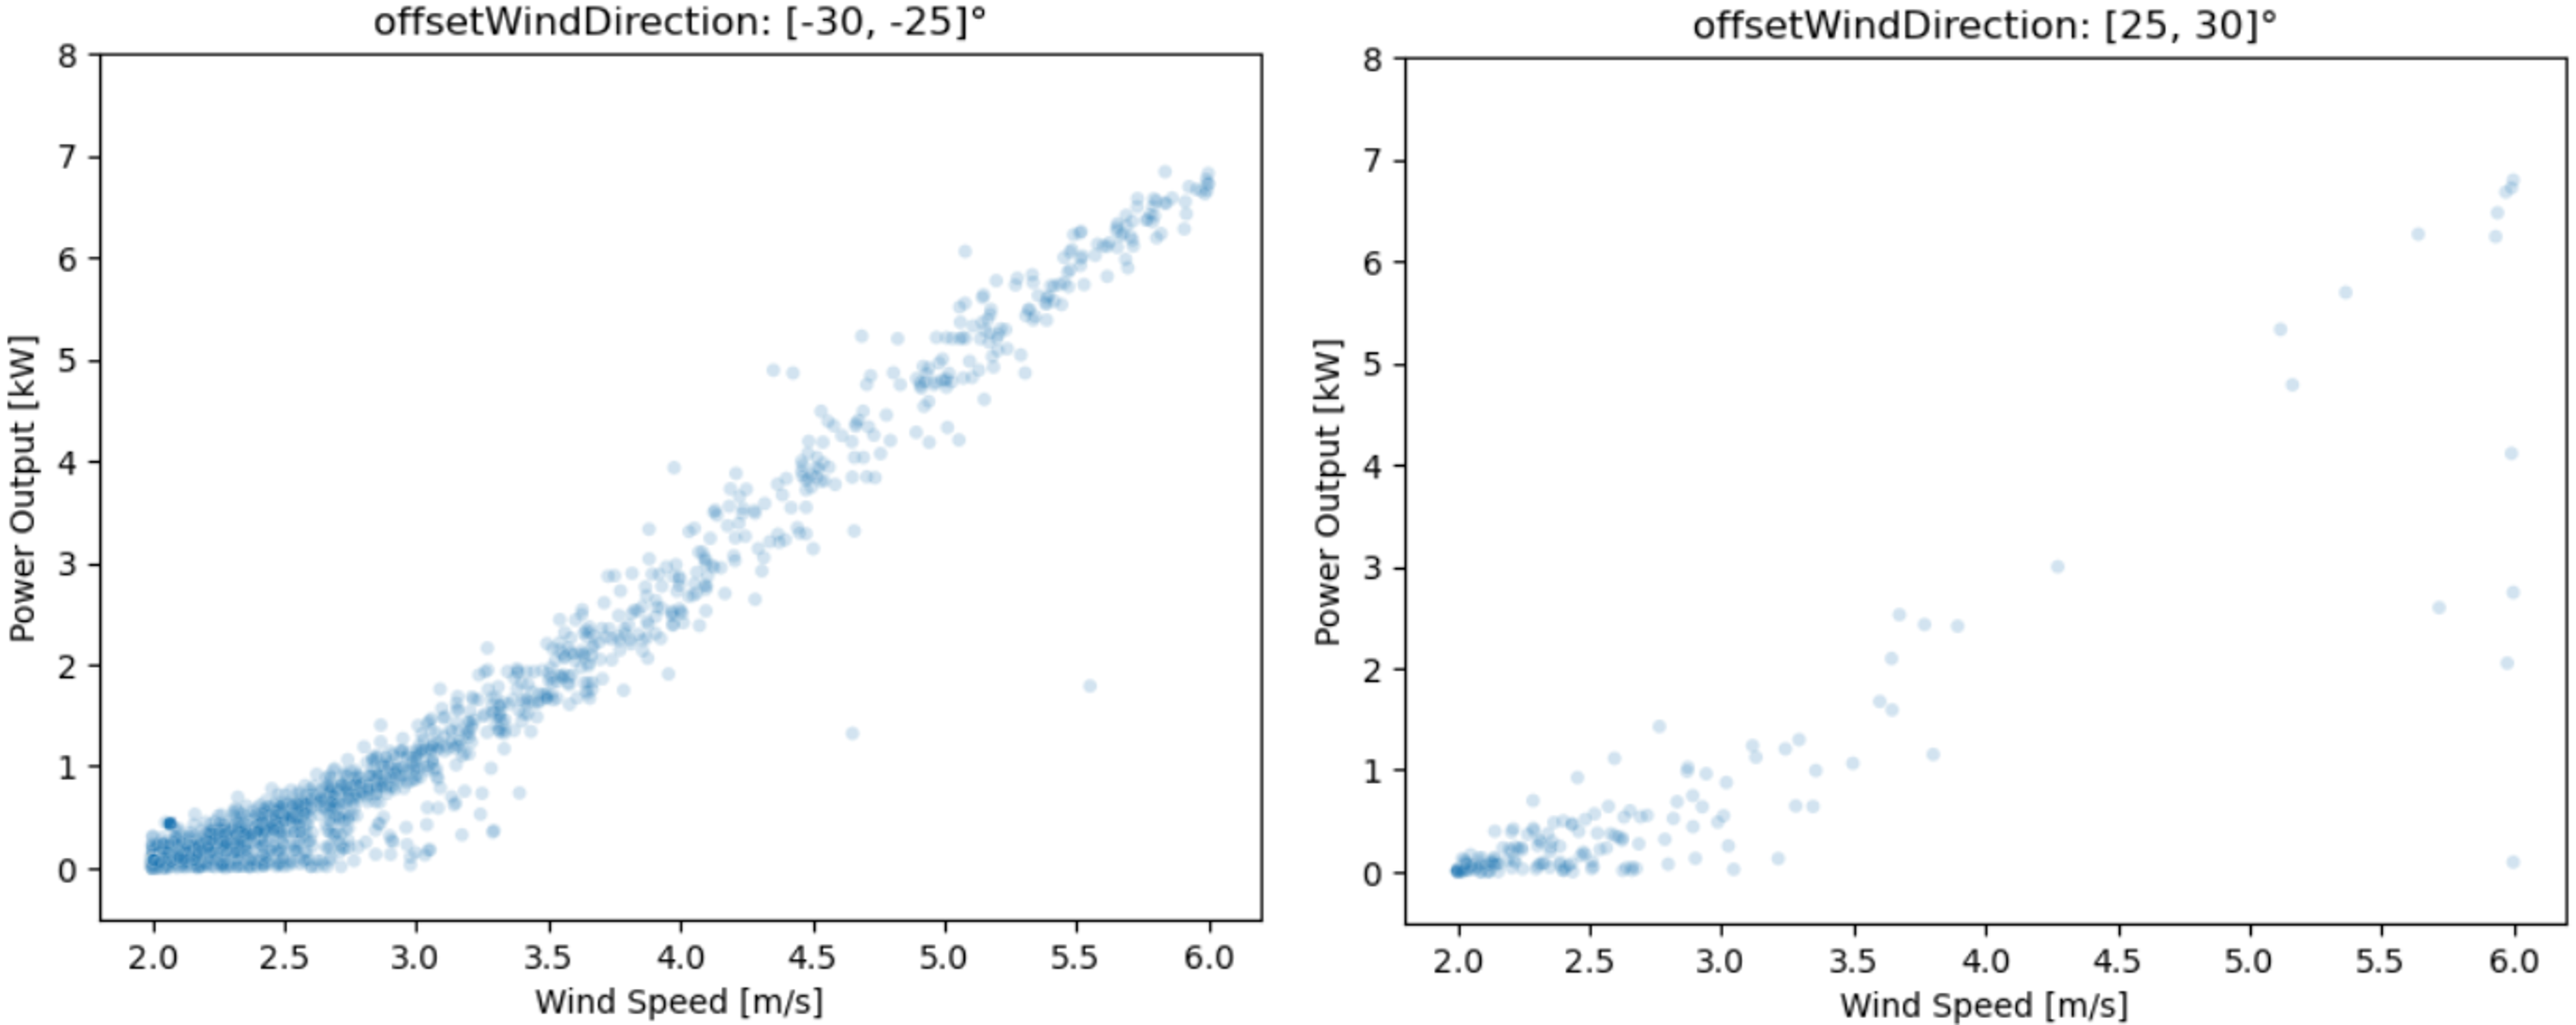 offsetWindDirection: [-30, -25]°
8
7
6
5
4
3
2
1
0
Power Output [kW]
2.0 2.5 3.0 3.5 4.0 4.5 5.0 5.5 6.0
Wind Speed [m/s]
offsetWindDirection: [25, 30]°
8
7
6
5
4
3
2
1
0
Power Output [kW]
2.0 2.5 3.0 3.5 4.0 4.5 5.0 5.5 6.0
Wind Speed [m/s]